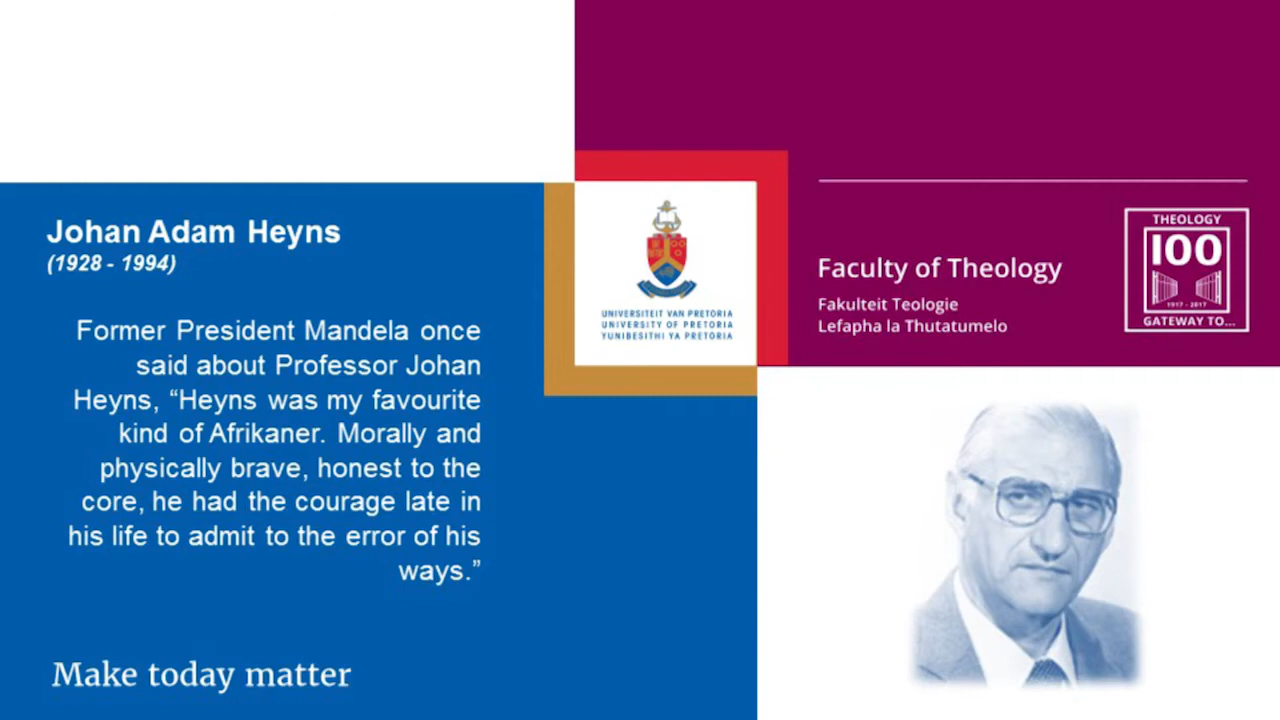 Johan Adam Heyns
(1928 - 1994)
Former President Mandela once
said about Professor Johan
Heyns, “Heyns was my favourite
kind of Afrikaner. Morally and
physically brave, honest to the
core, he had the courage late in
his life to admit to the error of his
ways.”
Make today matter
UNIVERSITEIT VAN PRETORIA
UNIVERSITY OF PRETORIA
YUNIBESITHI YA PRETORIA
Faculty of Theology
Fakulteit Teologie
Lefapha la Thutatumelo
THEOLOGY
100
1917 - 2017
GATEWAY TO...